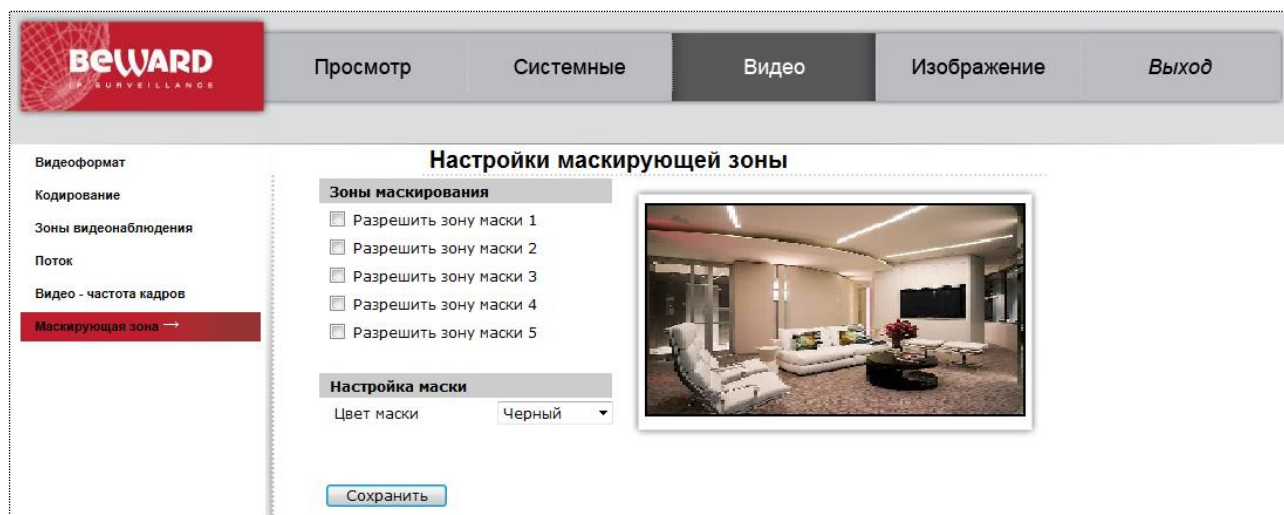 BEWARD
IP SURVEILLANCE
Просмотр
Системные
Видео
Изображение
Выход
Видеоформат
Кодирование
Зоны видеонаблюдения
Поток
Видео - частота кадров
Маскирующая зона →
Настройки маскирующей зоны
Зоны маскирования
Разрешить зону маски 1
Разрешить зону маски 2
Разрешить зону маски 3
Разрешить зону маски 4
Разрешить зону маски 5
Настройка маски
Цвет маски Черный
Сохранить